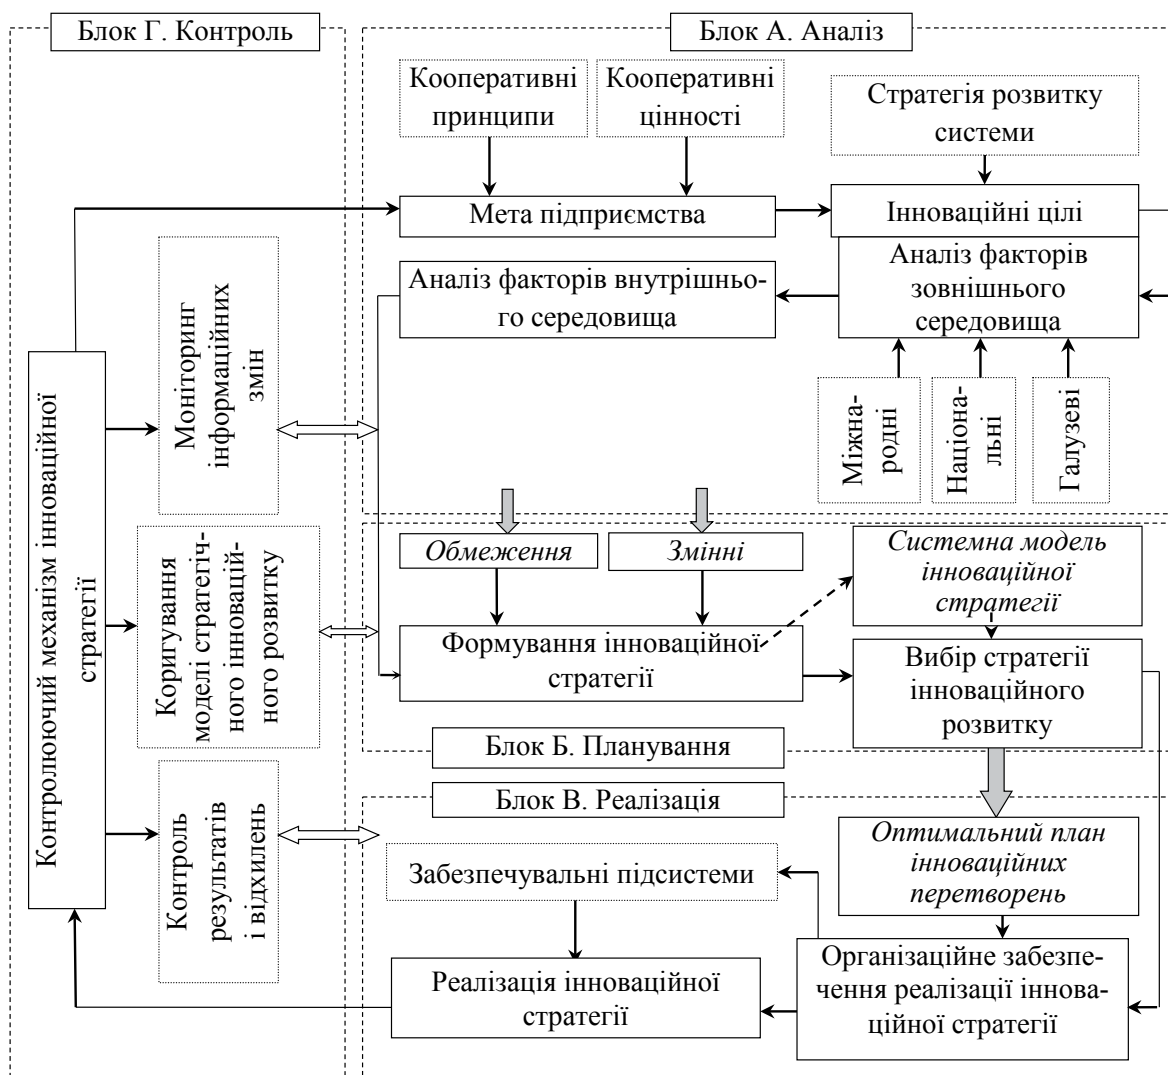 Блок Г. Контроль
Блок А. Аналіз
Кооперативні
принципи
Кооперативні
цінності
Стратегія розвитку
системи
Мета підприємства
Інноваційні цілі
Аналіз факторів внутрішньо-
го середовища
Аналіз факторів
зовнішнього
середовища
Міжна-
родні
Націона-
льні
Галузеві
Контролюючий механізм інноваційної
стратегії
Моніторинг
інформаційних
змін
Коригування
моделі стратегіч-
ного інновацій-
ного розвитку
Контроль
результатів
і відхилень
Обмеження
Змінні
Системна модель
інноваційної
стратегії
Формування інноваційної
стратегії
Вибір стратегії
інноваційного
розвитку
Блок Б. Планування
Блок В. Реалізація
Оптимальний план
інноваційних
перетворень
Забезпечувальні підсистеми
Реалізація інноваційної
стратегії
Організаційне забезпе-
чення реалізації іннова-
ційної стратегії